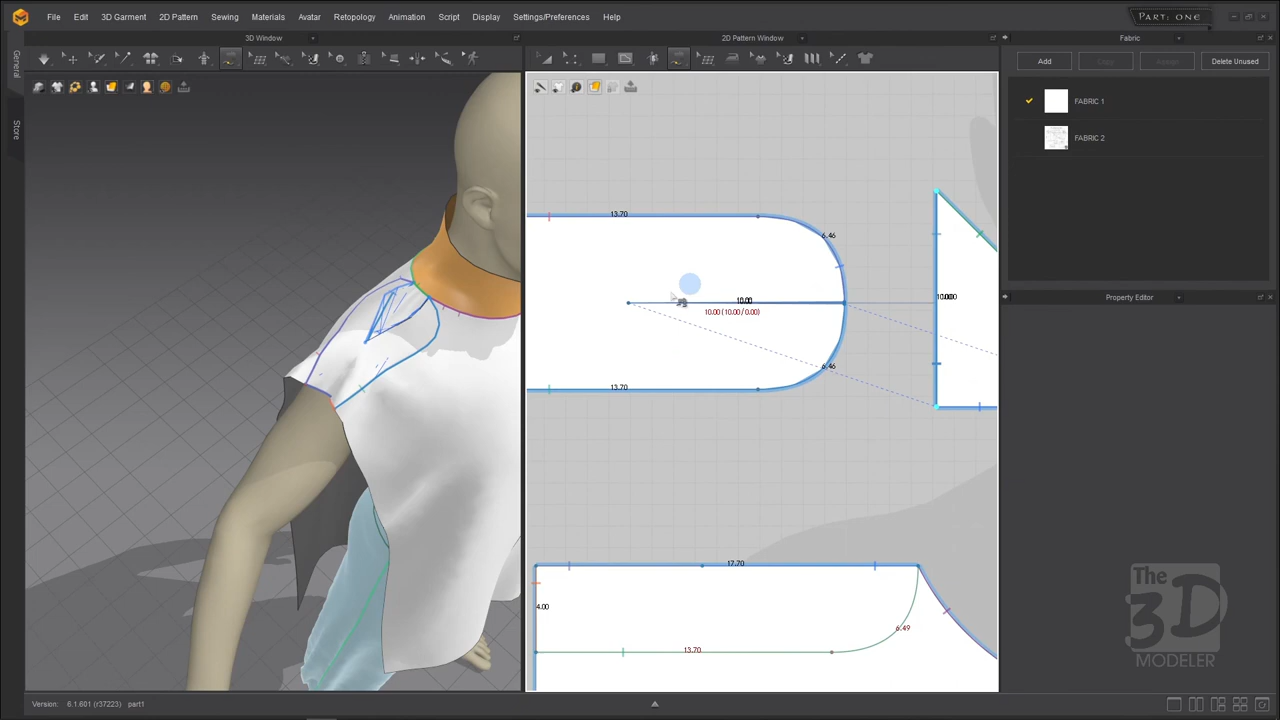 File Edit 3D Garment 2D Pattern Sewing Materials Avatar Retopology Animation Script Display Settings/Preferences Help
PART: ONE
3D Window
2D Pattern Window
Fabric
General
Store
Add Copy Assign Delete Unused
FABRIC 1
FABRIC 2
13.70
6.46
10.00
10.00 (10.00 / 0.00)
13.70
6.46
Property Editor
17.70
4.00
6.49
13.70
The
3D
MODELER
Version: 6.1.601 (r37223) part1